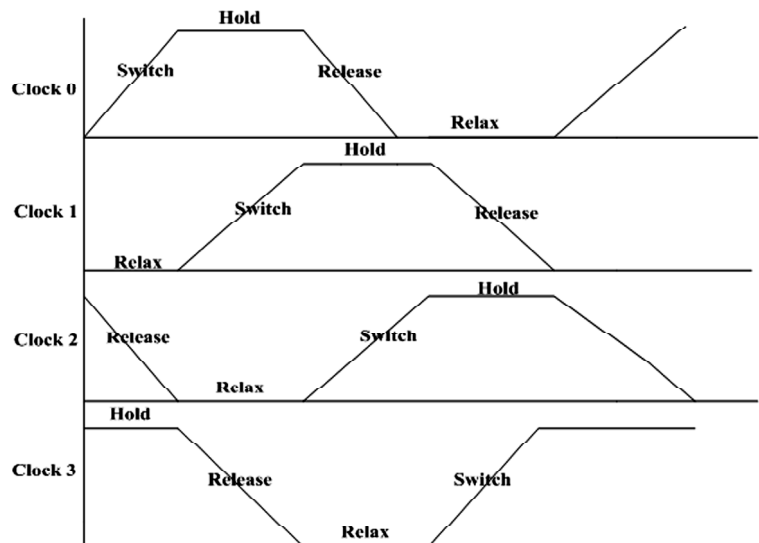 Hold
Switch
Release
Clock 0
Relax
Hold
Clock 1
Switch
Release
Relax
Hold
Clock 2
Release
Switch
Relax
Hold
Clock 3
Release
Switch
Relax